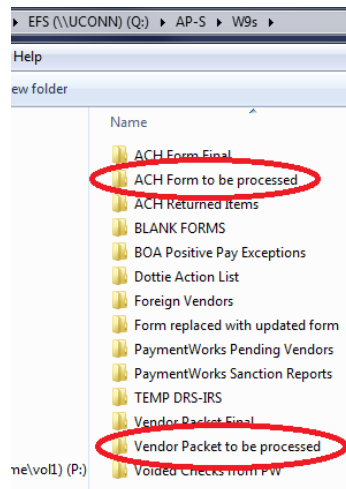 EFS (\\UCONN) (Q:) ▸ AP-S ▸ W9s ▸
Help
ew folder
Name
ACH Form Final
ACH Form to be processed
ACH Returned Items
BLANK FORMS
BOA Positive Pay Exceptions
Dottie Action List
Foreign Vendors
Form replaced with updated form
PaymentWorks Pending Vendors
PaymentWorks Sanction Reports
TEMP DRS-IRS
Vendor Packet Final
Vendor Packet to be processed
me\vol1) (P:)
Voided Checks from PW